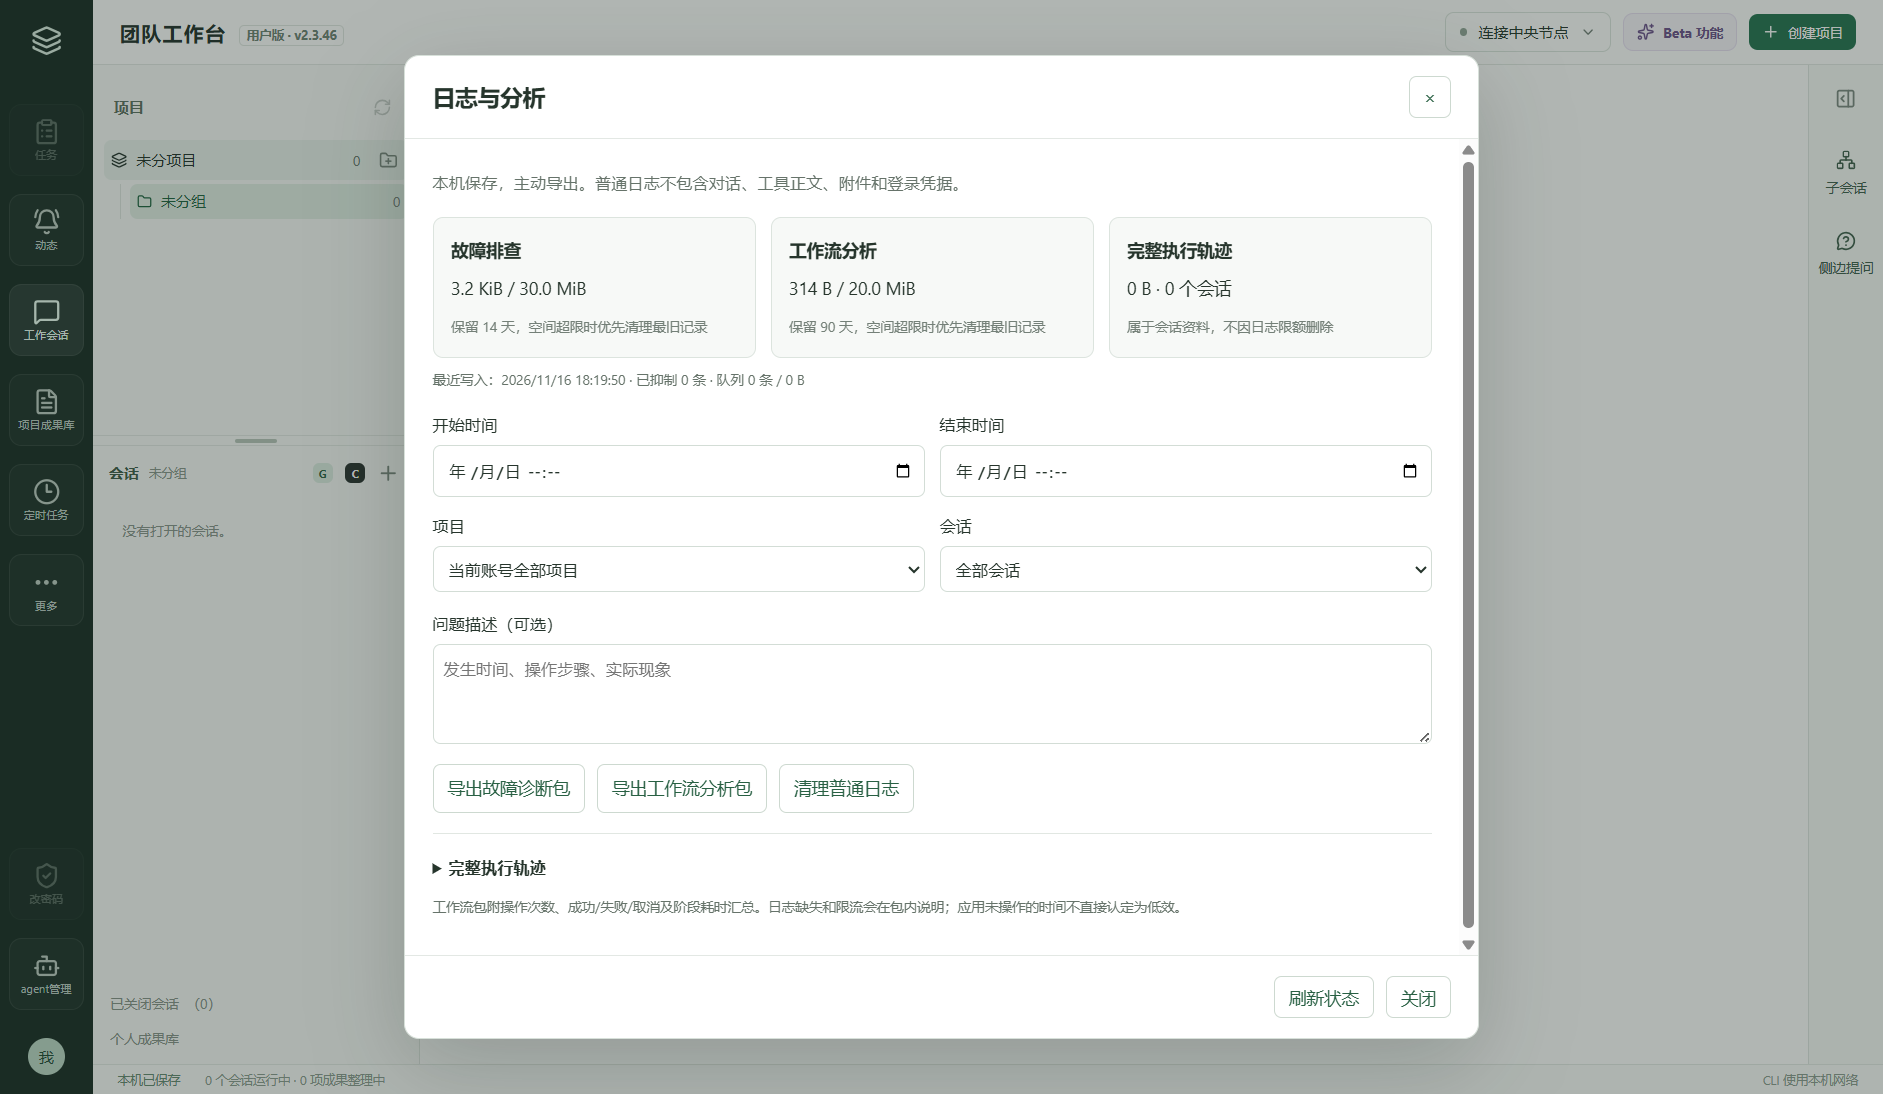 团队工作台
用户版 · v2.3.46
连接中央节点
Beta 功能
创建项目
任务
动态
工作会话
项目成果库
定时任务
更多
改密码
agent管理
我
项目
未分项目 0
未分组 0
会话 未分组 G C
没有打开的会话。
已关闭会话 （0）
个人成果库
本机已保存 0 个会话运行中 · 0 项成果整理中
日志与分析
×
本机保存，主动导出。普通日志不包含对话、工具正文、附件和登录凭据。
故障排查
3.2 KiB / 30.0 MiB
保留 14 天，空间超限时优先清理最旧记录
工作流分析
314 B / 20.0 MiB
保留 90 天，空间超限时优先清理最旧记录
完整执行轨迹
0 B · 0 个会话
属于会话资料，不因日志限额删除
最近写入：2026/11/16 18:19:50 · 已抑制 0 条 · 队列 0 条 / 0 B
开始时间
年 /月/日 --:--
结束时间
年 /月/日 --:--
项目
当前账号全部项目
会话
全部会话
问题描述（可选）
发生时间、操作步骤、实际现象
导出故障诊断包
导出工作流分析包
清理普通日志
完整执行轨迹
工作流包附操作次数、成功/失败/取消及阶段耗时汇总。日志缺失和限流会在包内说明；应用未操作的时间不直接认定为低效。
刷新状态
关闭
子会话
侧边提问
CLI 使用本机网络